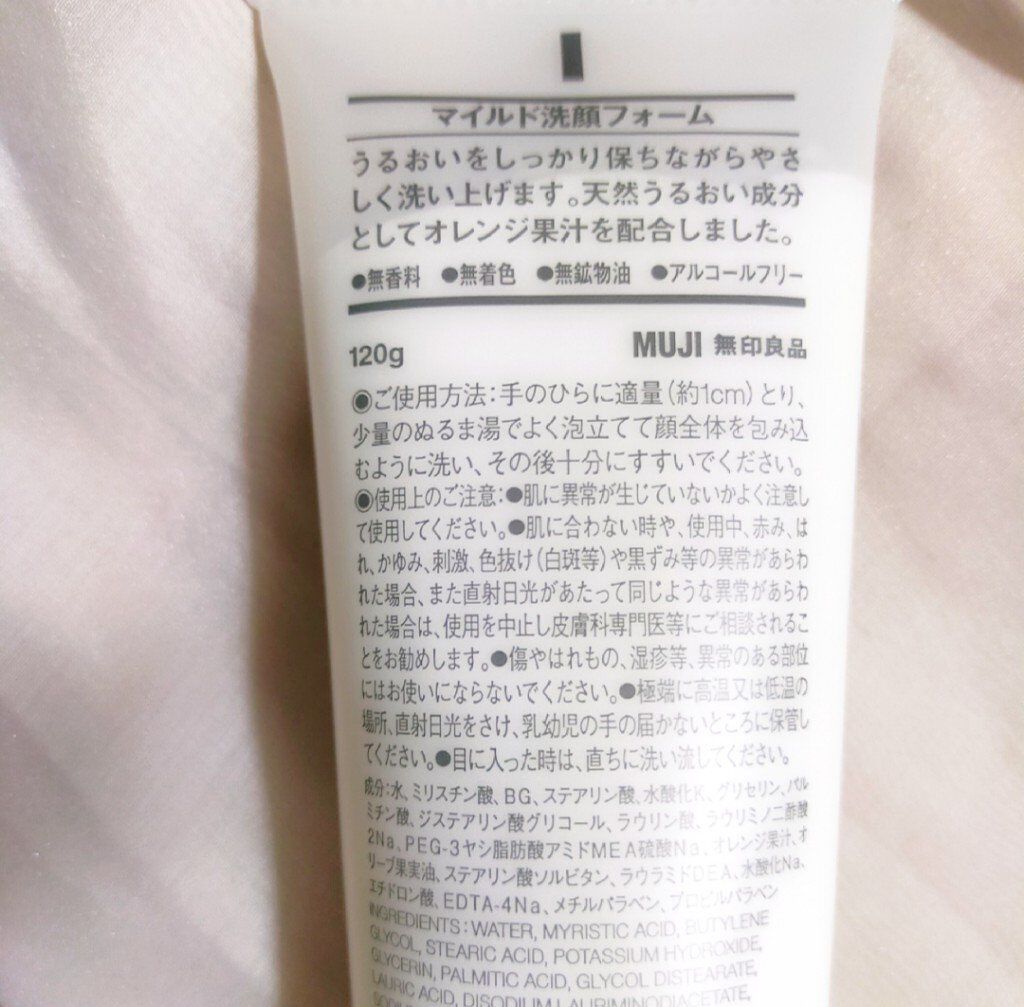 マイルド洗顔フォーム
うるおいをしっかり保ちながらやさ
しく洗い上げます。天然うるおい成分
としてオレンジ果汁を配合しました。
●無香料 ●無着色 ●無鉱物油 ●アルコールフリー
120g MUJI 無印良品
◉ご使用方法:手のひらに適量(約1cm)とり、
少量のぬるま湯でよく泡立てて顔全体を包み込
むように洗い、その後十分にすすいでください。
◉使用上のご注意:●肌に異常が生じていないかよく注意し
て使用してください。●肌に合わない時や、使用中、赤み、は
れ、かゆみ、刺激、色抜け(白斑等)や黒ずみ等の異常があらわ
れた場合、また直射日光があたって同じような異常があらわ
れた場合は、使用を中止し皮膚科専門医等にご相談されるこ
とをお勧めします。●傷やはれもの、湿疹等、異常のある部位
にはお使いにならないでください。●極端に高温又は低温の
場所、直射日光をさけ、乳幼児の手の届かないところに保管し
てください。●目に入った時は、直ちに洗い流してください。
成分:水、ミリスチン酸、BG、ステアリン酸、水酸化K、グリセリン、パル
ミチン酸、ジステアリン酸グリコール、ラウリン酸、ラウリミノ二酢酸
2Na、PEG-3ヤシ脂肪酸アミドMEA硫酸Na、オレンジ果汁、オ
リーブ果実油、ステアリン酸ソルビタン、ラウラミドDEA、水酸化Na、
エチドロン酸、EDTA-4Na、メチルパラベン、プロピルパラベン
INGREDIENTS:WATER, MYRISTIC ACID, BUTYLENE
GLYCOL, STEARIC ACID, POTASSIUM HYDROXIDE,
GLYCERIN, PALMITIC ACID, GLYCOL DISTEARATE,
LAURIC ACID, DISODIUM LAURIMINODIACETATE,